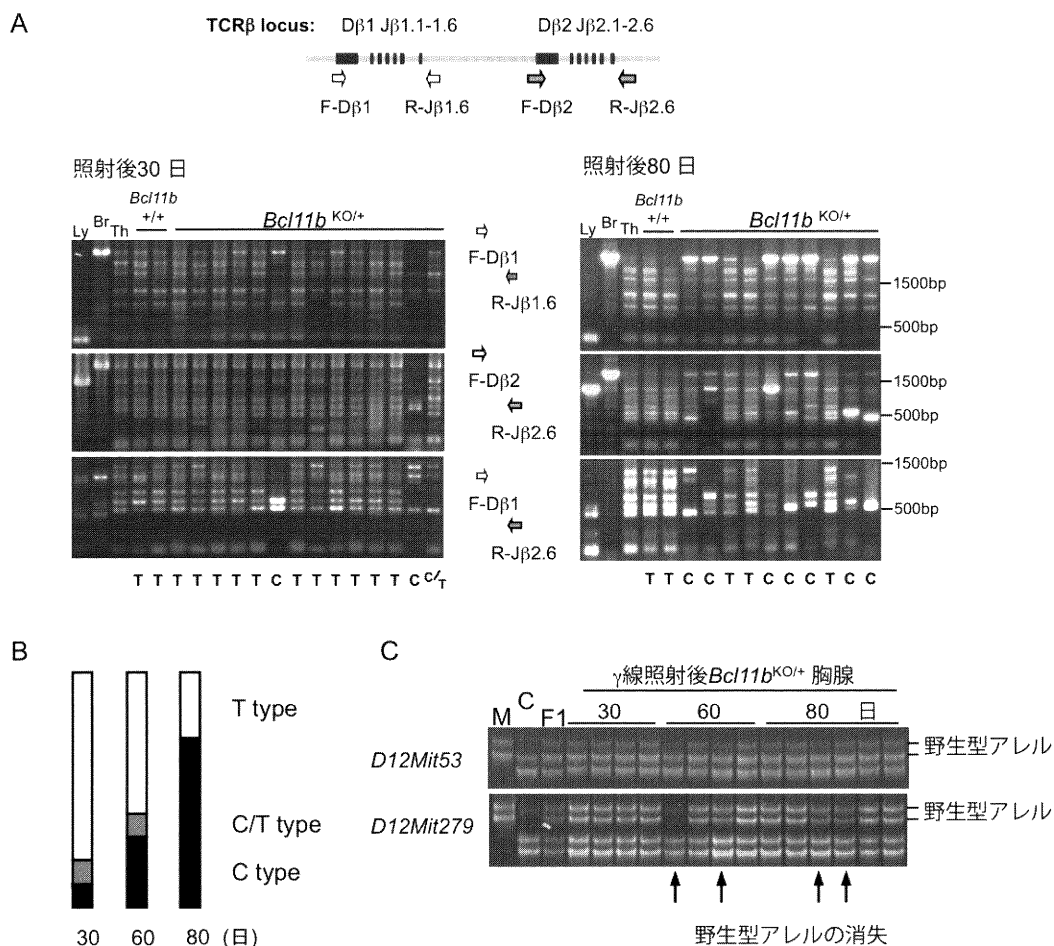 A
TCRβ locus: Dβ1 Jβ1.1-1.6 Dβ2 Jβ2.1-2.6
F-Dβ1 R-Jβ1.6 F-Dβ2 R-Jβ2.6
照射後30 日
Ly Br Th Bcl11b +/+ Bcl11b KO/+
F-Dβ1
R-Jβ1.6
F-Dβ2
R-Jβ2.6
F-Dβ1
R-Jβ2.6
T T T T T T T C T T T T T T C C/T
照射後80 日
Ly Br Th Bcl11b +/+ Bcl11b KO/+
1500bp
500bp
1500bp
500bp
1500bp
500bp
T T C C T T C C C T C C
B
T type
C/T type
C type
30 60 80 (日)
C
γ線照射後Bcl11bKO/+ 胸腺
M C F1 30 60 80 日
D12Mit53 野生型アレル
D12Mit279 野生型アレル
野生型アレルの消失